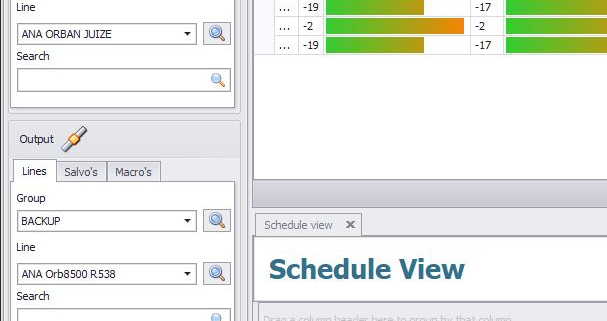 Line
ANA ORBAN JUIZE
Search
Output
Lines Salvo's Macro's
Group
BACKUP
Line
ANA Orb8500 R538
Search
... -19 -17
... -2 -2
... -19 -17
Schedule view
Schedule View
Drag a column header here to group by that column